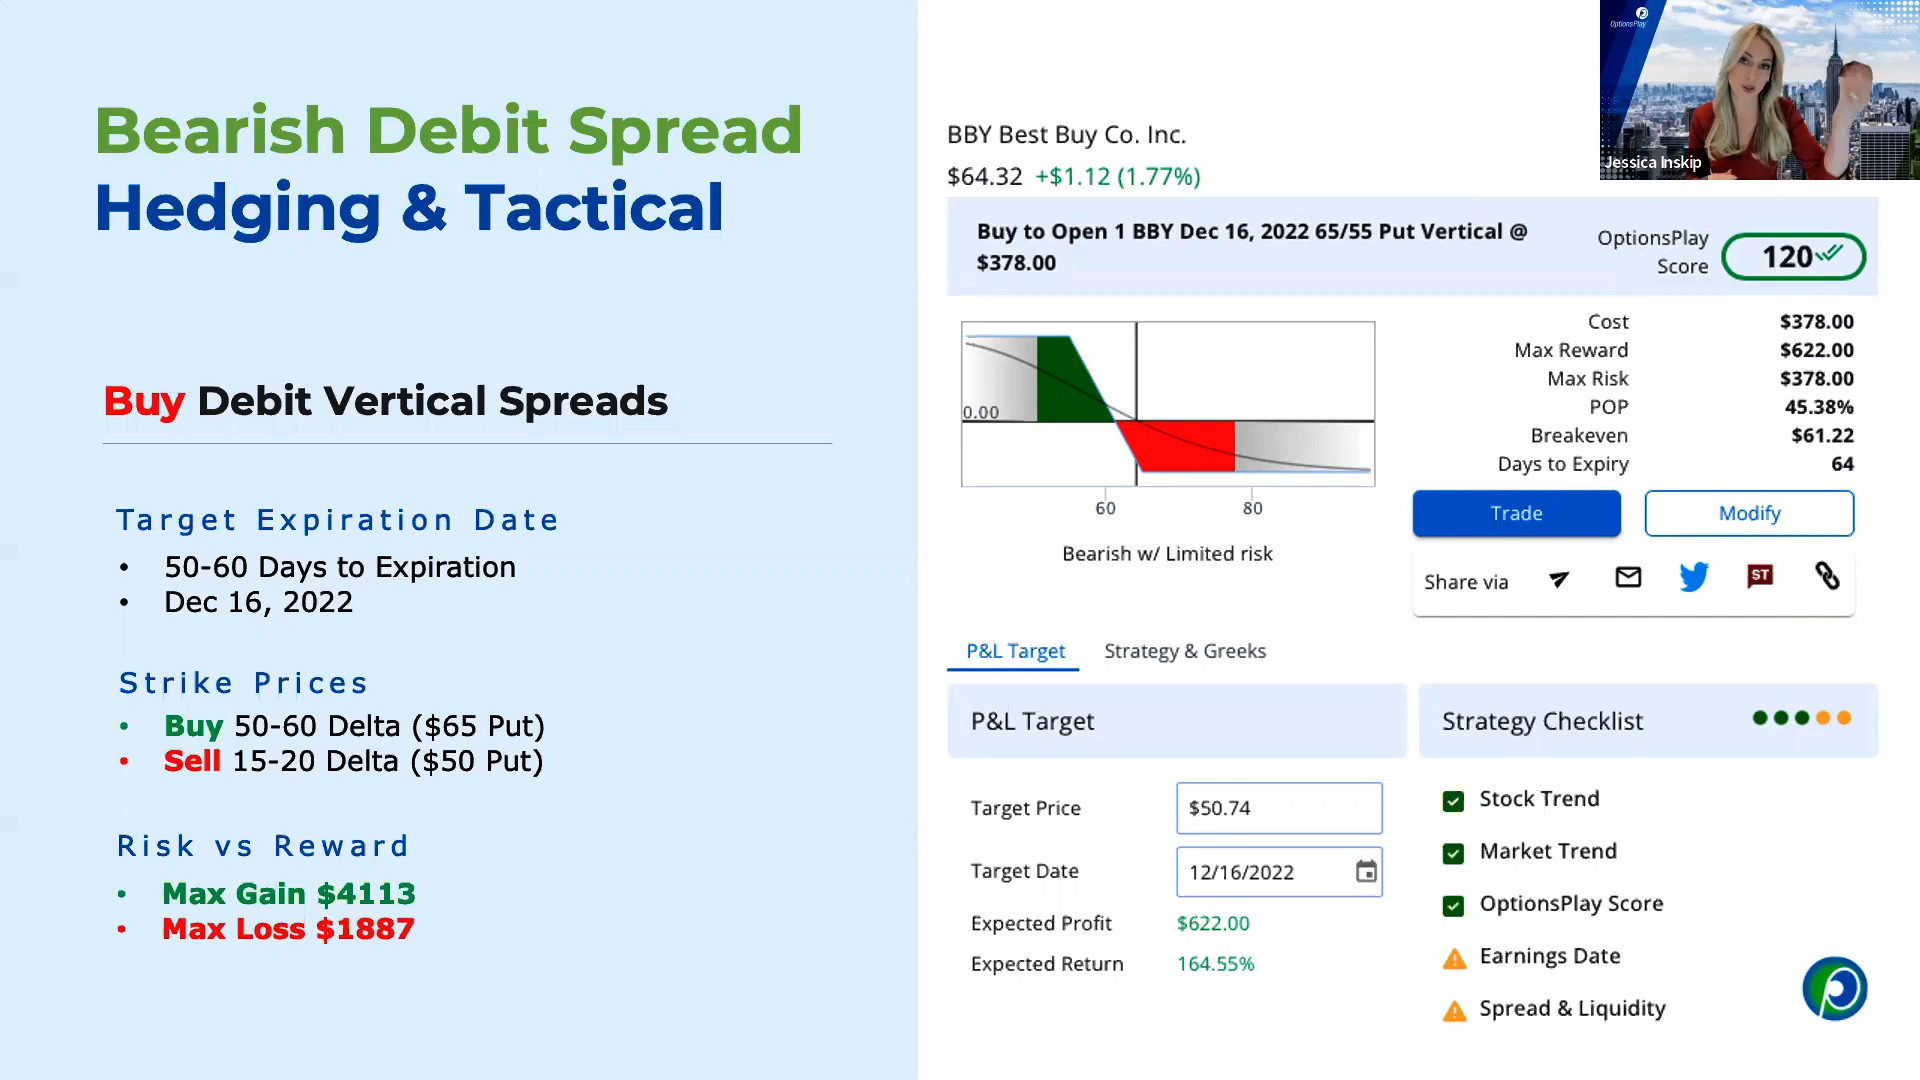 Bearish Debit Spread
Hedging & Tactical
Buy Debit Vertical Spreads
Target Expiration Date
• 50-60 Days to Expiration
• Dec 16, 2022
Strike Prices
• Buy 50-60 Delta ($65 Put)
• Sell 15-20 Delta ($50 Put)
Risk vs Reward
• Max Gain $4113
• Max Loss $1887
OptionsPlay
Jessica Inskip
BBY Best Buy Co. Inc.
$64.32 +$1.12 (1.77%)
Buy to Open 1 BBY Dec 16, 2022 65/55 Put Vertical @
$378.00
OptionsPlay
Score
120
0.00
60 80
Bearish w/ Limited risk
Cost $378.00
Max Reward $622.00
Max Risk $378.00
POP 45.38%
Breakeven $61.22
Days to Expiry 64
Trade Modify
Share via
ST
P&L Target Strategy & Greeks
P&L Target
Target Price $50.74
Target Date 12/16/2022
Expected Profit $622.00
Expected Return 164.55%
Strategy Checklist
Stock Trend
Market Trend
OptionsPlay Score
Earnings Date
Spread & Liquidity